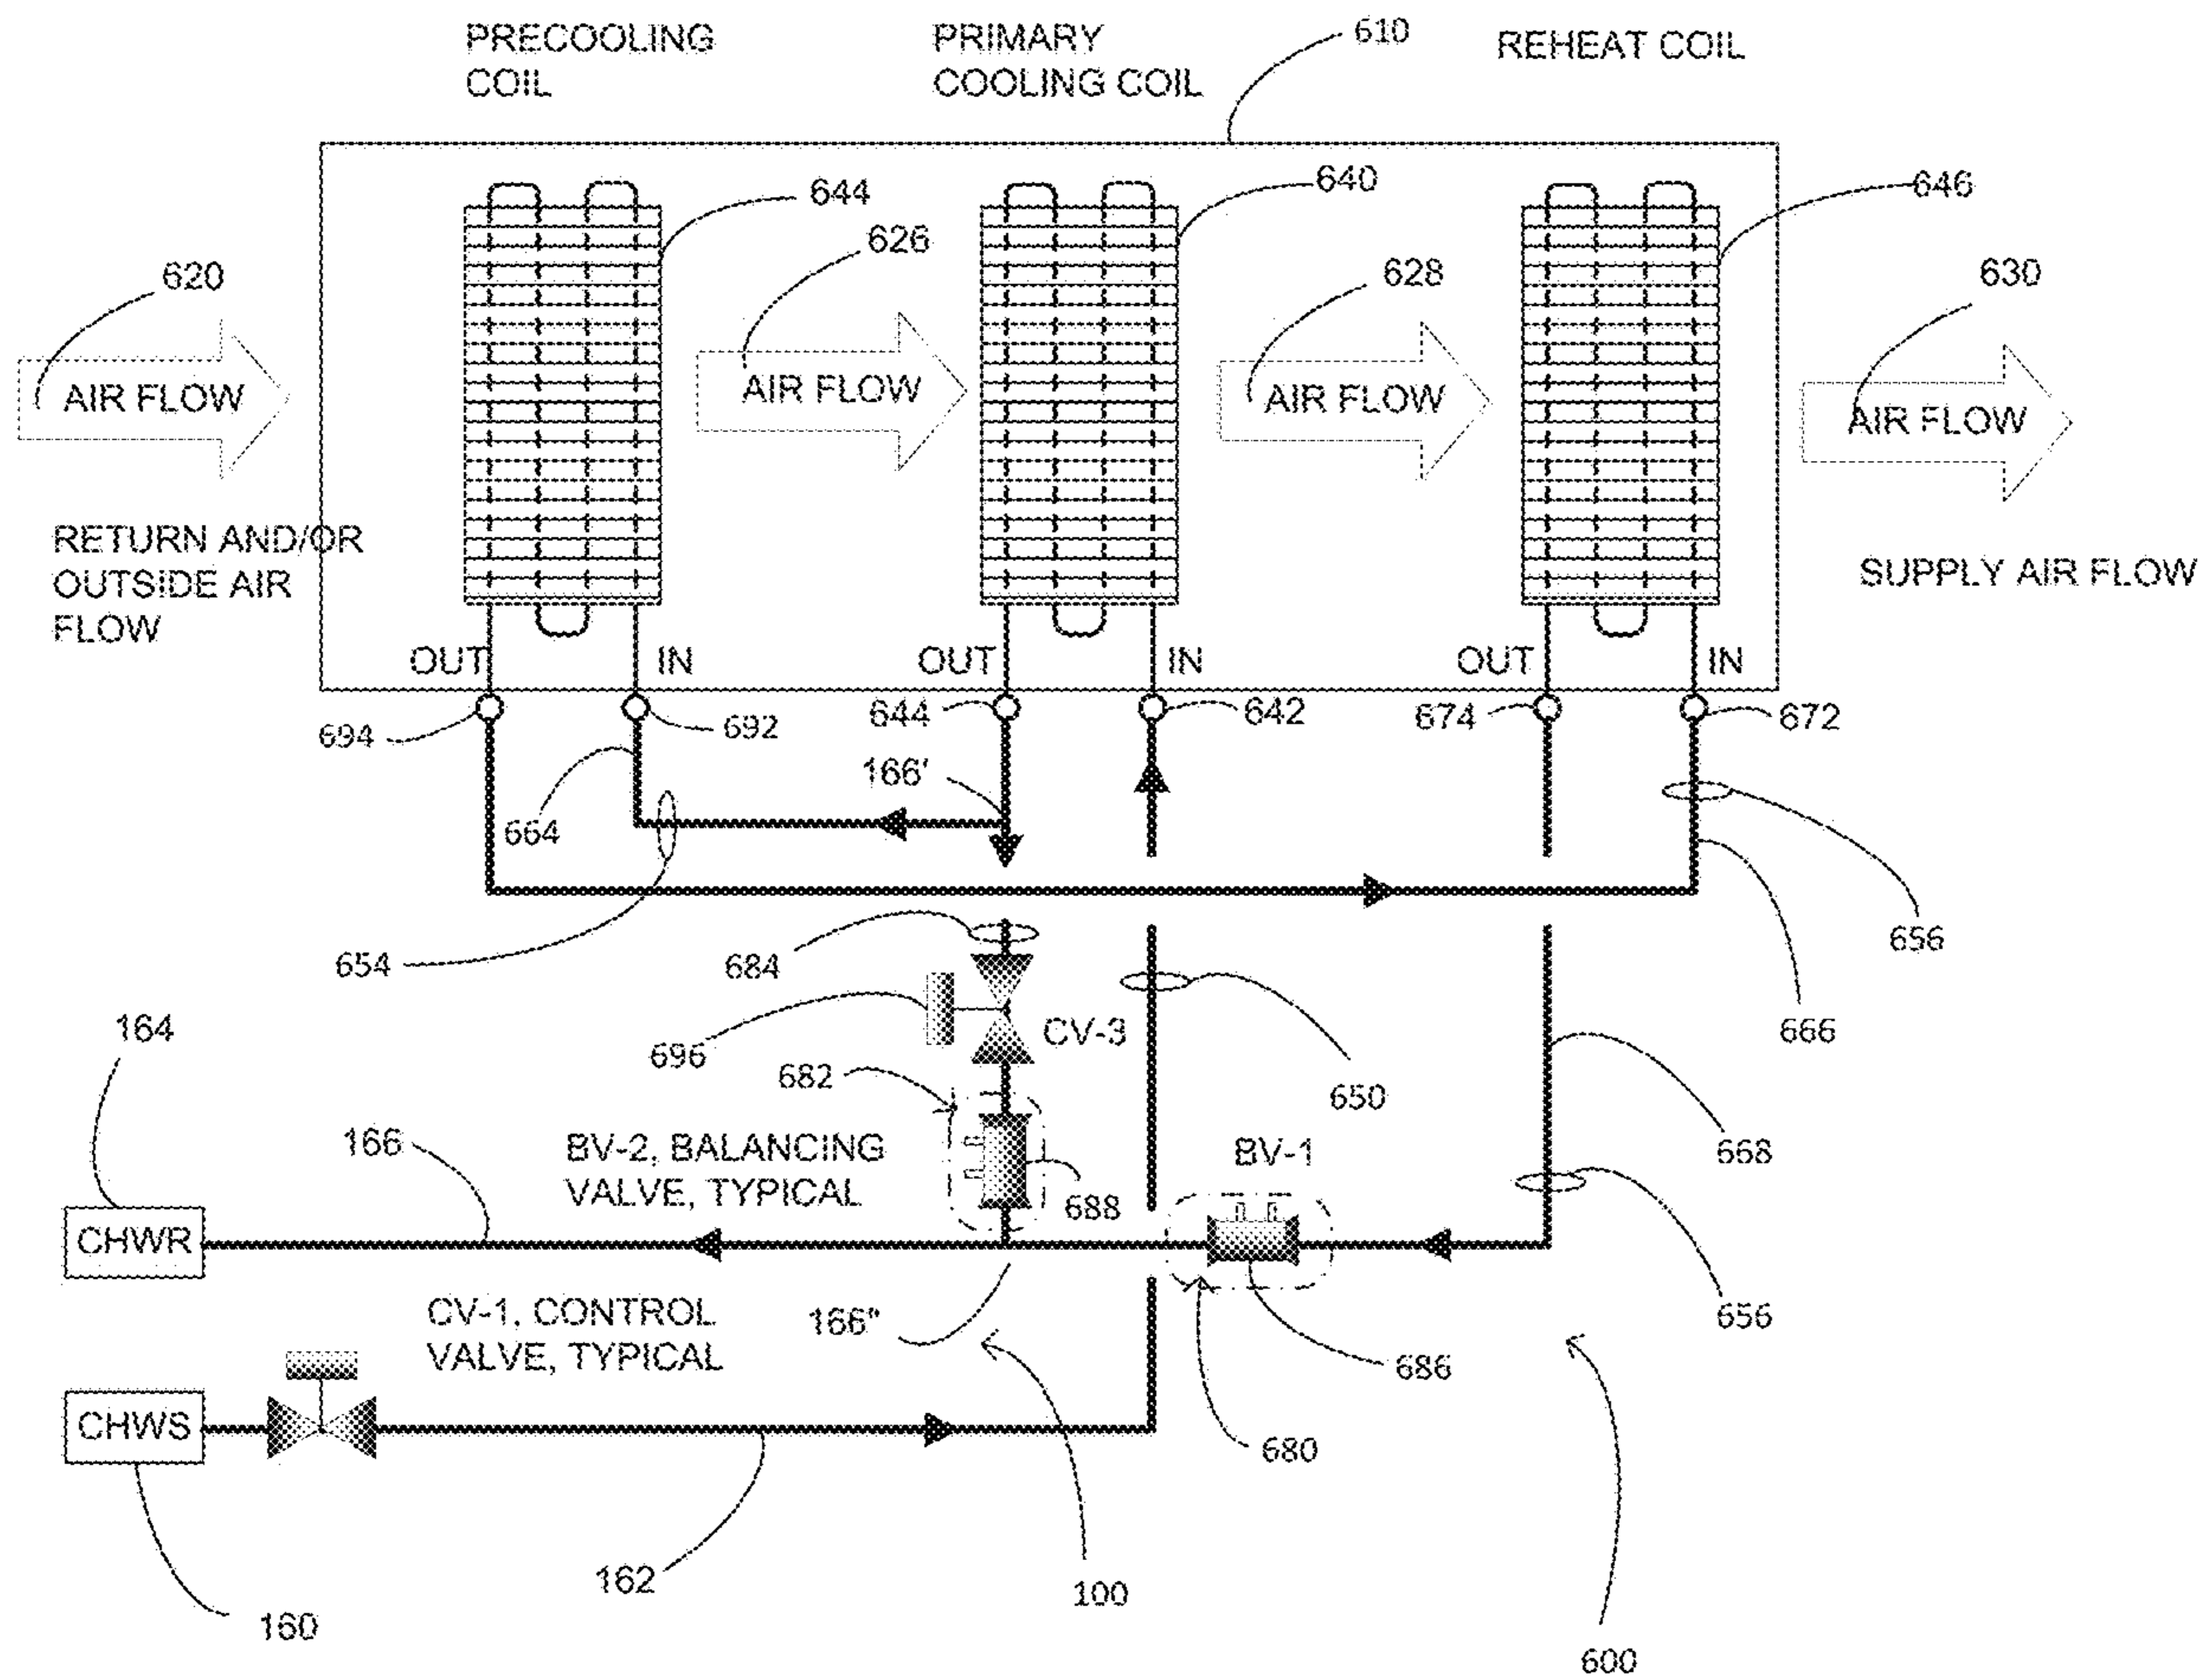 PRECOOLING
COIL
PRIMARY
COOLING COIL
610
REHEAT COIL
644
640
646
626
620
628
630
AIR FLOW
AIR FLOW
AIR FLOW
AIR FLOW
RETURN AND/OR
OUTSIDE AIR
FLOW
SUPPLY AIR FLOW
OUT
IN
OUT
IN
OUT
IN
694
692
644
642
674
672
166'
664
654
684
656
696
CV-3
666
164
682
650
166
BV-2, BALANCING
VALVE, TYPICAL
688
BV-1
668
CHWR
CV-1, CONTROL
VALVE, TYPICAL
166"
686
656
CHWS
680
162
100
160
600